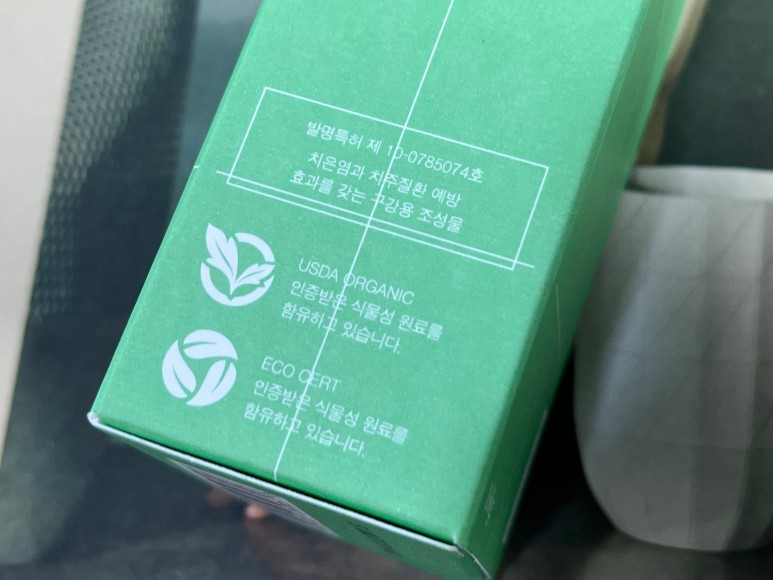 발명특허 제 10-0785074호
치은염과 치주질환 예방
효과를 갖는 구강용 조성물
USDA ORGANIC
인증받은 식물성 원료를
함유하고 있습니다.
ECO CERT
인증받은 식물성 원료를
함유하고 있습니다.